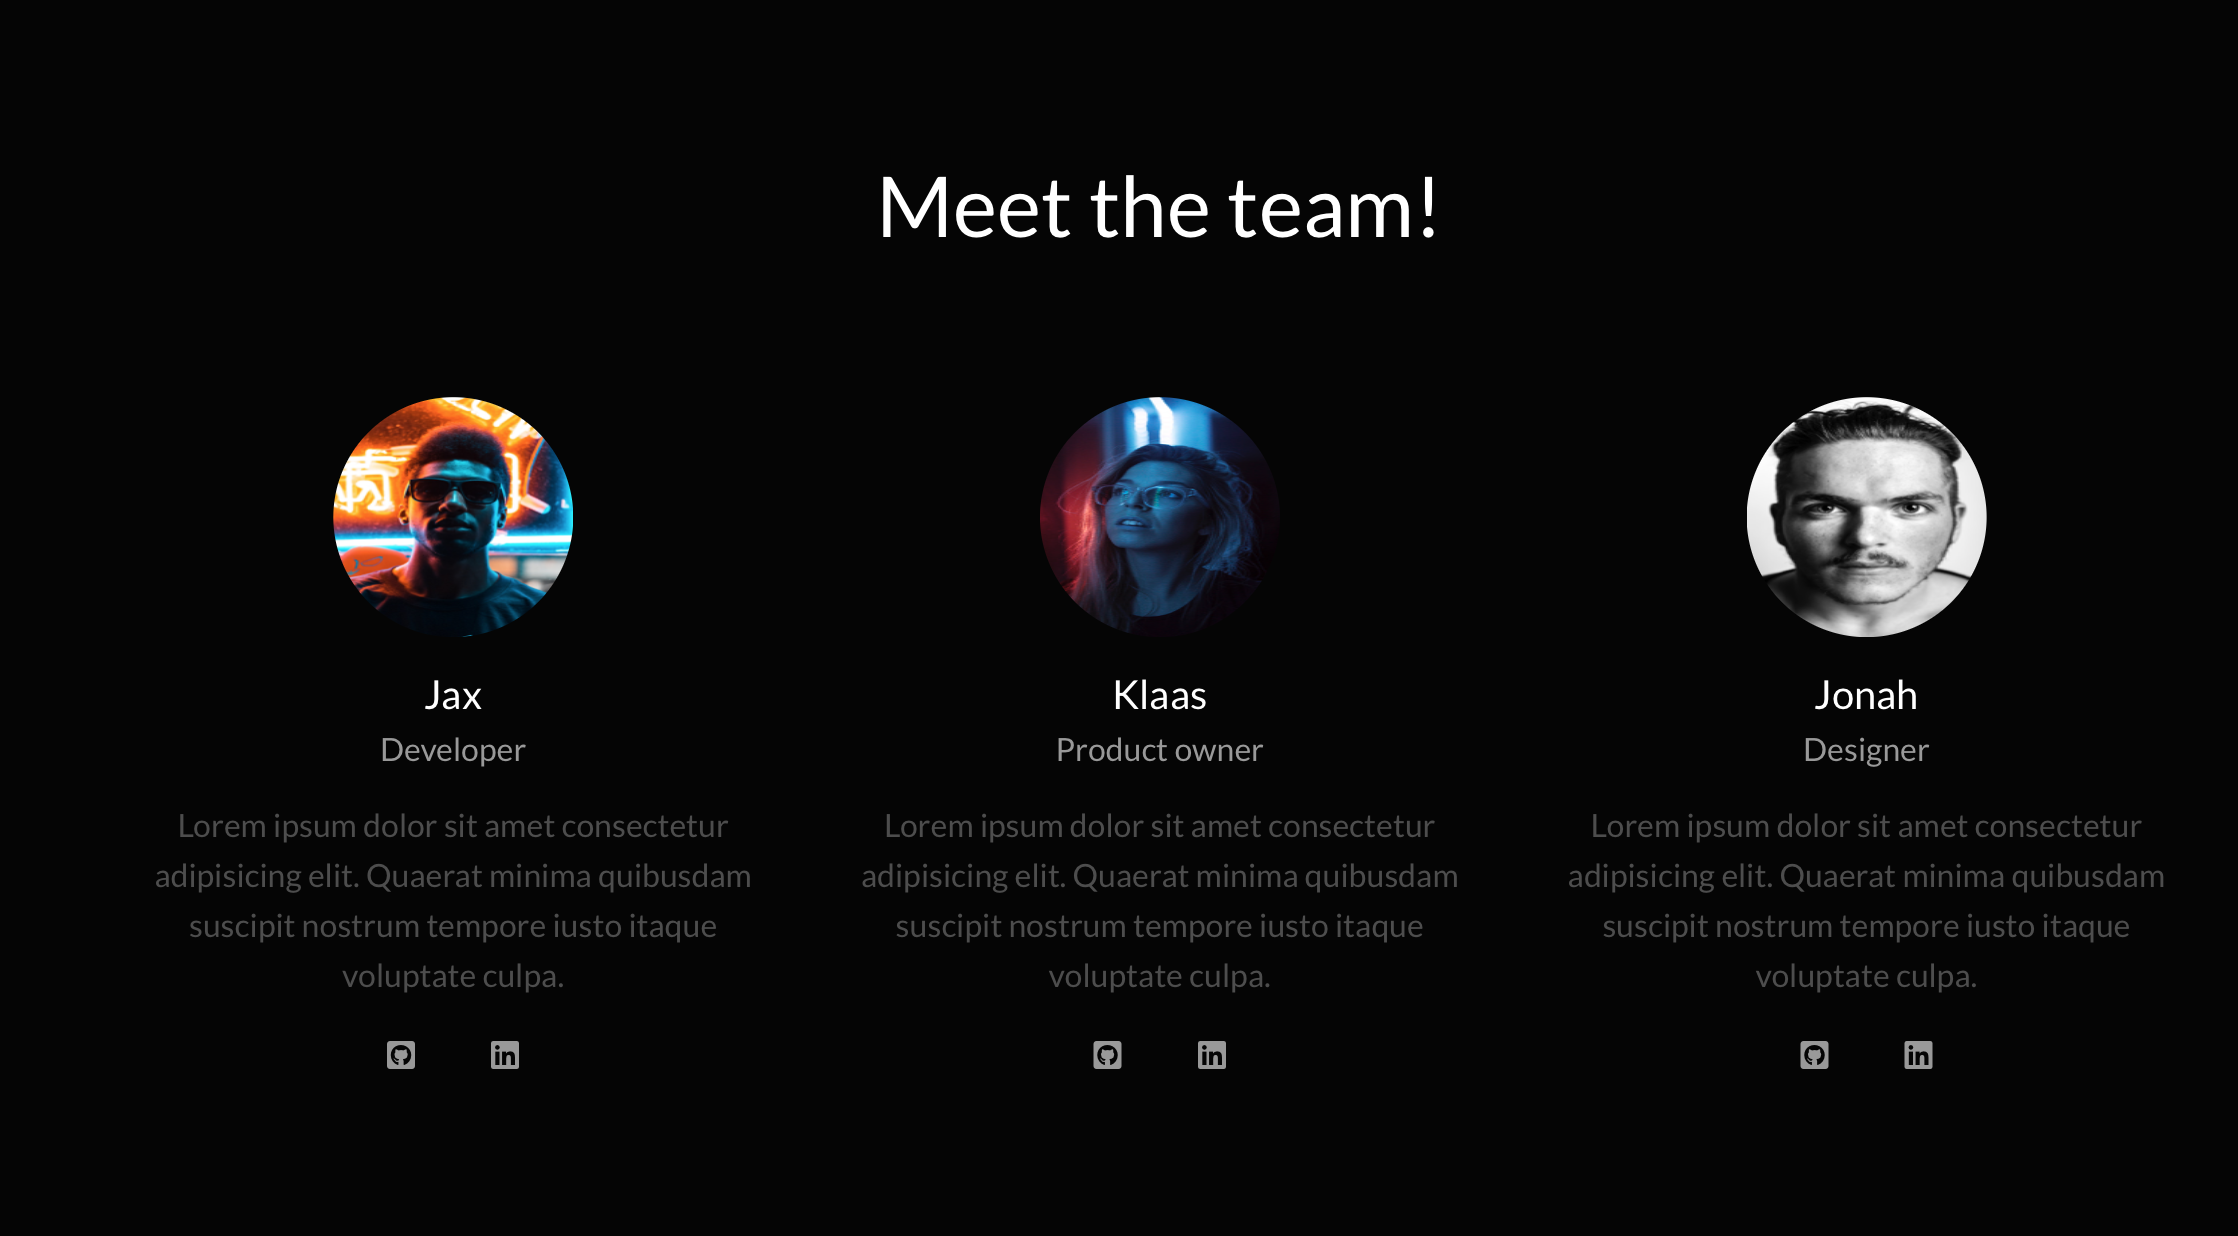 Meet the team!
Jax
Developer
Lorem ipsum dolor sit amet consectetur
adipisicing elit. Quaerat minima quibusdam
suscipit nostrum tempore iusto itaque
voluptate culpa.
in
Klaas
Product owner
Lorem ipsum dolor sit amet consectetur
adipisicing elit. Quaerat minima quibusdam
suscipit nostrum tempore iusto itaque
voluptate culpa.
in
Jonah
Designer
Lorem ipsum dolor sit amet consectetur
adipisicing elit. Quaerat minima quibusdam
suscipit nostrum tempore iusto itaque
voluptate culpa.
in